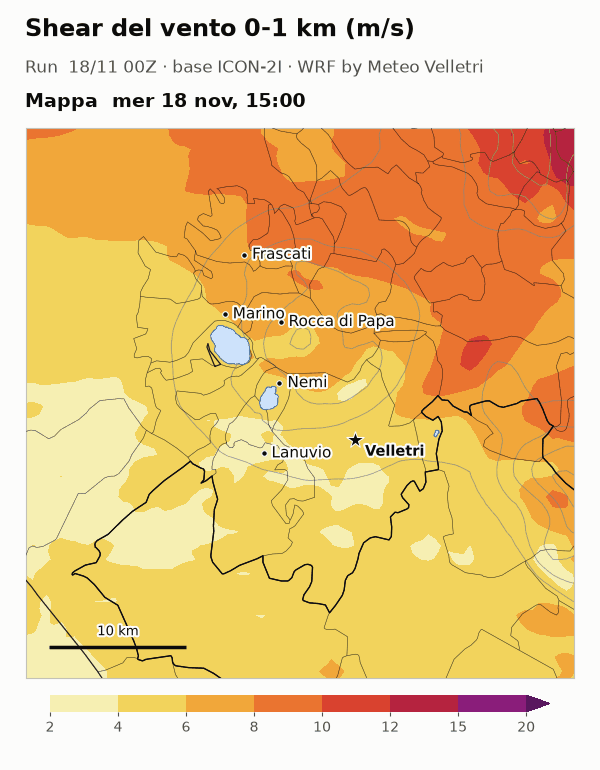 Shear del vento 0-1 km (m/s)
Run  18/11 00Z · base ICON-2I · WRF by Meteo Velletri
Mappa  mer 18 nov, 15:00
Frascati
Marino
Rocca di Papa
Nemi
Velletri
Lanuvio
10 km
2 4 6 8 10 12 15 20